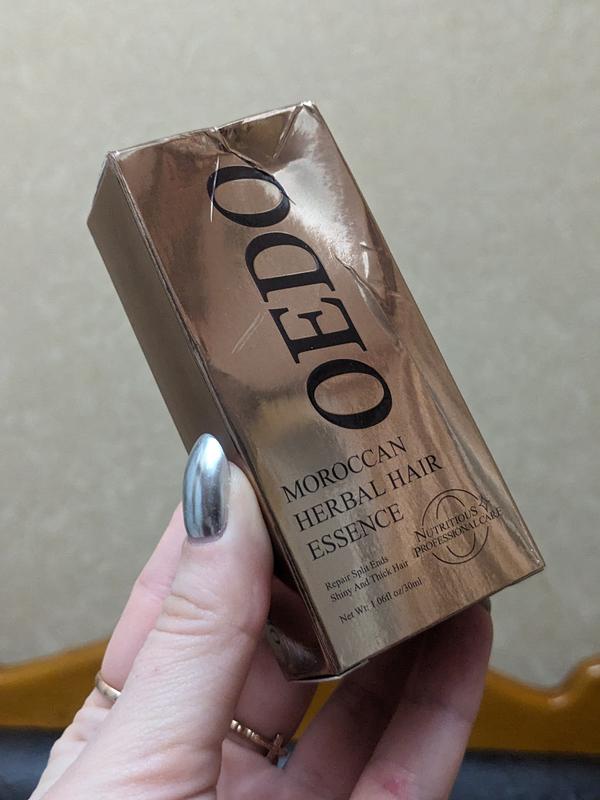 OEDO
MOROCCAN
HERBAL HAIR
ESSENCE
Repair Split Ends
Shiny And Thick Hair
Net Wt: 1.06fl oz/30ml
NUTRITIOUS
PROFESSIONAL CARE